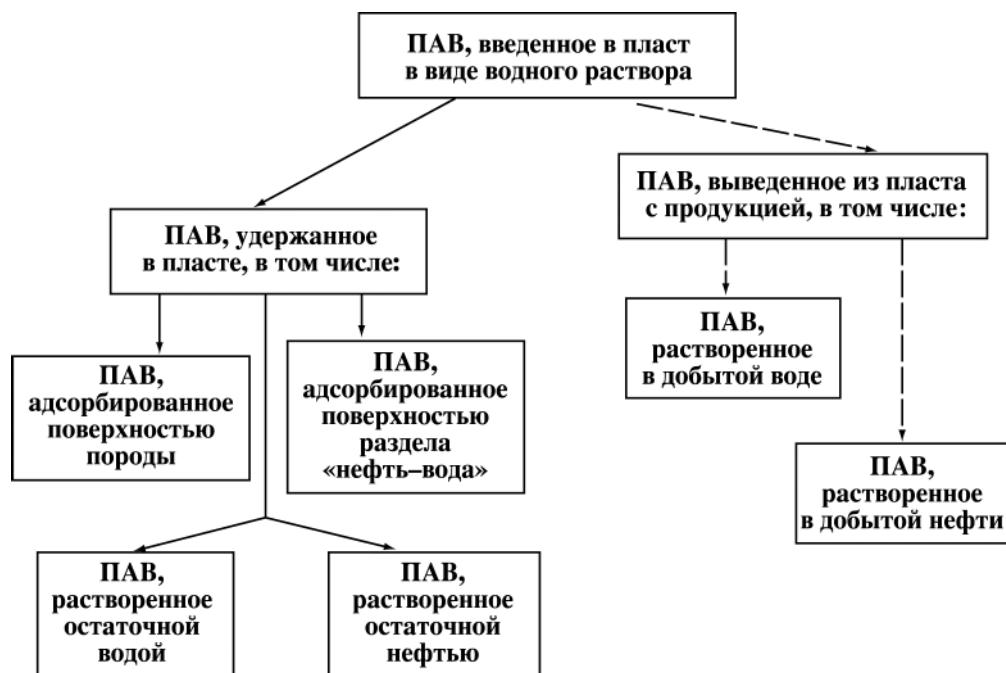 ПАВ, введенное в пласт
в виде водного раствора
ПАВ, выведенное из пласта
с продукцией, в том числе:
ПАВ, удержанное
в пласте, в том числе:
ПАВ,
растворенное
в добытой воде
ПАВ,
адсорбированное
поверхностью
породы
ПАВ,
адсорбированное
поверхностью
раздела
«нефть–вода»
ПАВ,
растворенное
в добытой нефти
ПАВ,
растворенное
остаточной
водой
ПАВ,
растворенное
остаточной
нефтью